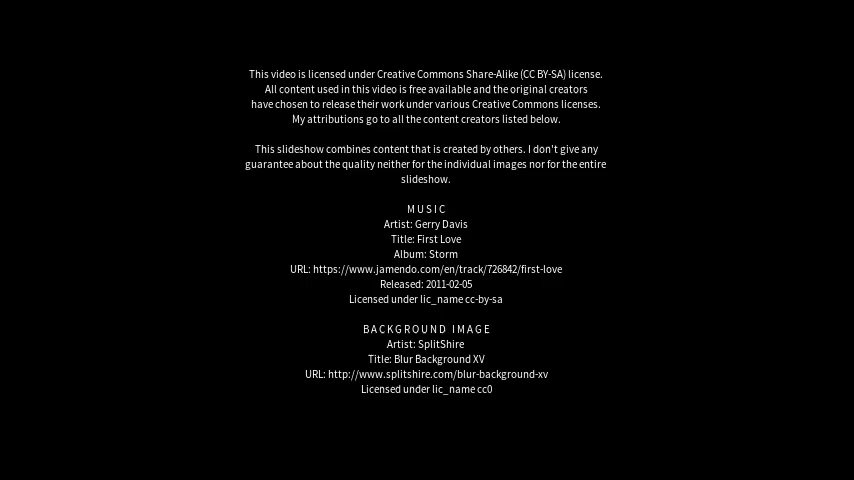 This video is licensed under Creative Commons Share-Alike (CC BY-SA) license.
All content used in this video is free available and the original creators
have chosen to release their work under various Creative Commons licenses.
My attributions go to all the content creators listed below.
This slideshow combines content that is created by others. I don't give any
guarantee about the quality neither for the individual images nor for the entire
slideshow.
MUSIC
Artist: Gerry Davis
Title: First Love
Album: Storm
URL: https://www.jamendo.com/en/track/726842/first-love
Released: 2011-02-05
Licensed under lic_name cc-by-sa
BACKGROUND IMAGE
Artist: SplitShire
Title: Blur Background XV
URL: http://www.splitshire.com/blur-background-xv
Licensed under lic_name cc0